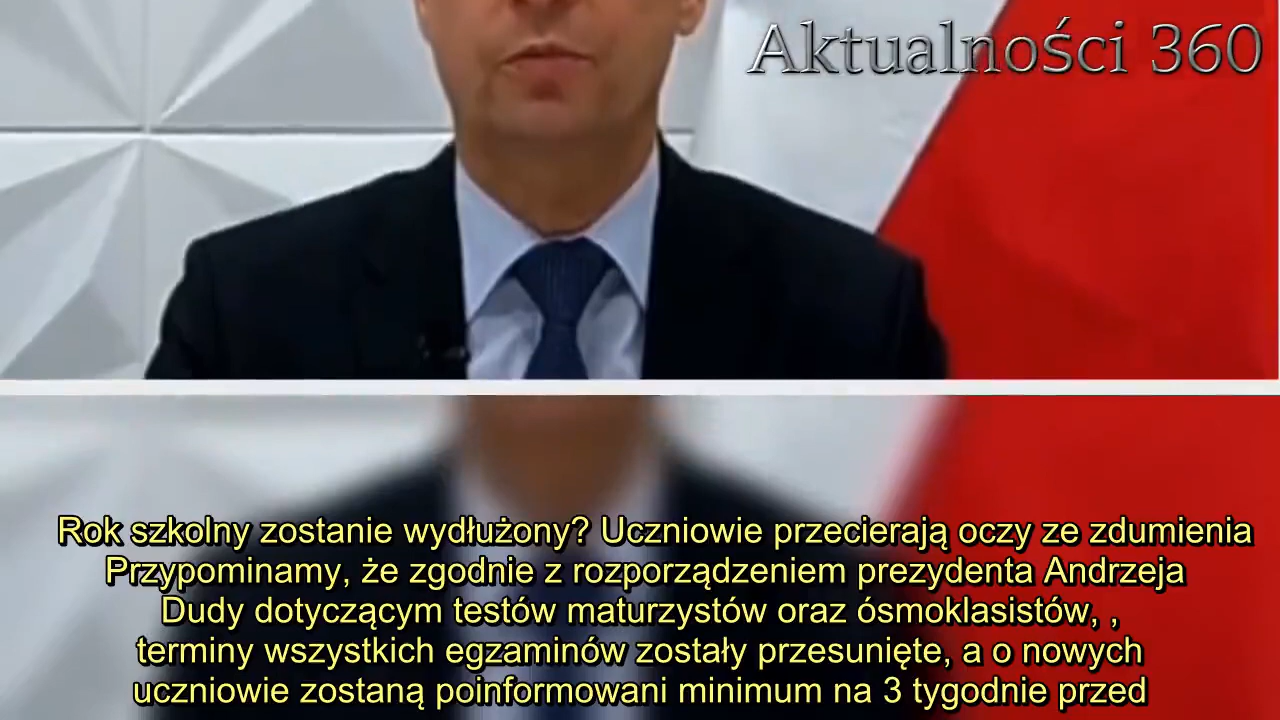 Aktualności 360
Rok szkolny zostanie wydłużony? Uczniowie przecierają oczy ze zdumienia
Przypominamy, że zgodnie z rozporządzeniem prezydenta Andrzeja
Dudy dotyczącym testów maturzystów oraz ósmoklasistów, ,
terminy wszystkich egzaminów zostały przesunięte, a o nowych
uczniowie zostaną poinformowani minimum na 3 tygodnie przed